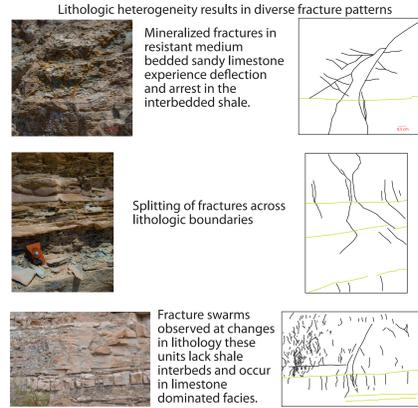 Lithologic heterogeneity results in diverse fracture patterns
Mineralized fractures in
resistant medium
bedded sandy limestone
experience deflection
and arrest in the
interbedded shale.
Splitting of fractures across
lithologic boundaries
Fracture swarms
observed at changes
in lithology these
units lack shale
interbeds and occur
in limestone
dominated facies.